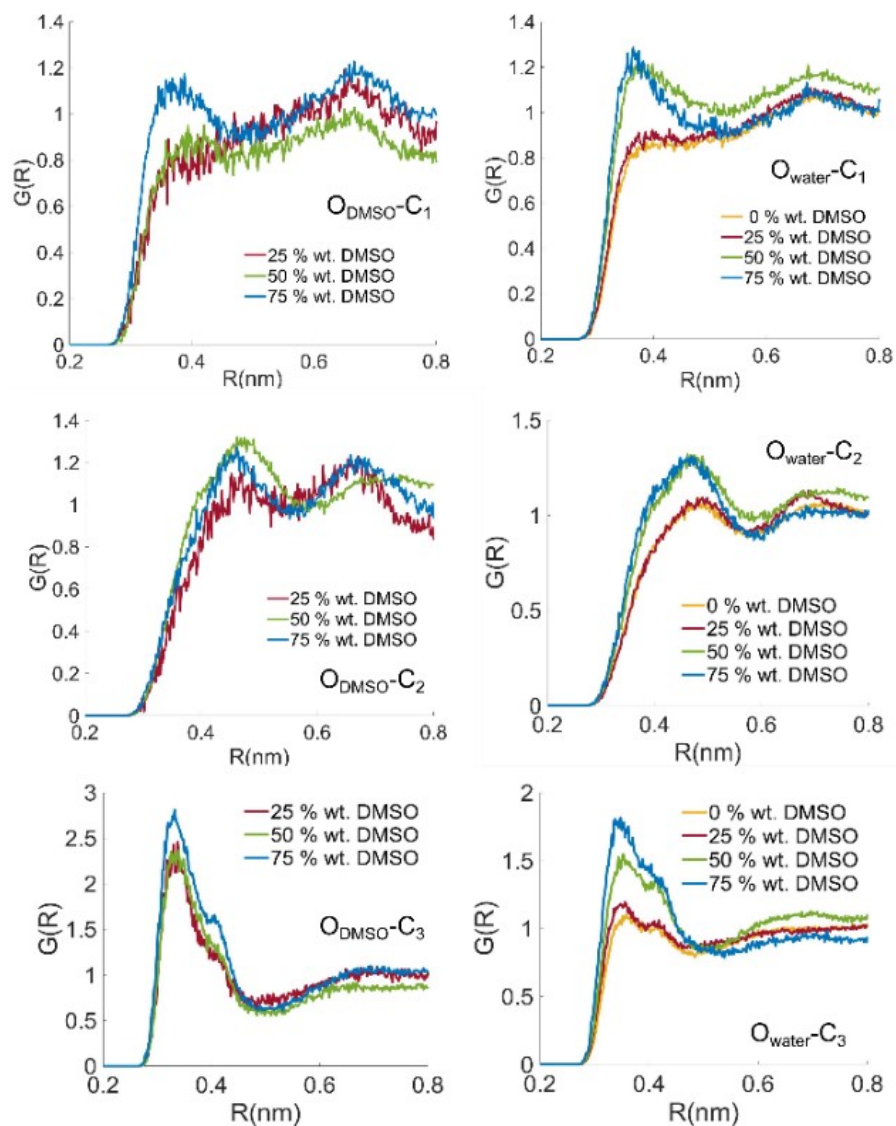 1.4
1.2
1
0.8
0.6
0.4
0.2
0
G(R)
O_DMSO-C_1
25 % wt. DMSO
50 % wt. DMSO
75 % wt. DMSO
0.2 0.4 0.6 0.8
R(nm)
1.4
1.2
1
0.8
0.6
0.4
0.2
0
G(R)
O_water-C_1
0 % wt. DMSO
25 % wt. DMSO
50 % wt. DMSO
75 % wt. DMSO
0.2 0.4 0.6 0.8
R(nm)
1.4
1.2
1
0.8
0.6
0.4
0.2
0
G(R)
25 % wt. DMSO
50 % wt. DMSO
75 % wt. DMSO
O_DMSO-C_2
0.2 0.4 0.6 0.8
R(nm)
1.5
1
0.5
0
G(R)
O_water-C_2
0 % wt. DMSO
25 % wt. DMSO
50 % wt. DMSO
75 % wt. DMSO
0.2 0.4 0.6 0.8
R(nm)
3
2.5
2
1.5
1
0.5
0
G(R)
25 % wt. DMSO
50 % wt. DMSO
75 % wt. DMSO
O_DMSO-C_3
0.2 0.4 0.6 0.8
R(nm)
2
1.5
1
0.5
0
G(R)
0 % wt. DMSO
25 % wt. DMSO
50 % wt. DMSO
75 % wt. DMSO
O_water-C_3
0.2 0.4 0.6 0.8
R(nm)